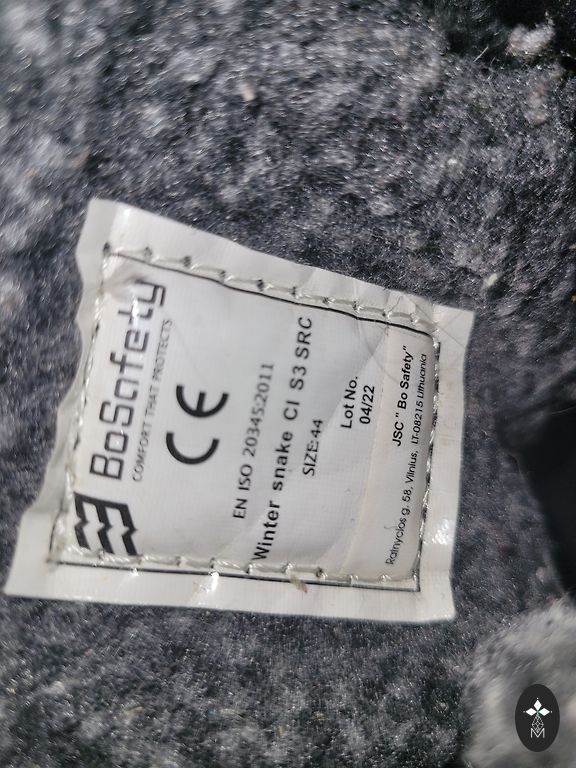 BoSafety
COMFORT THAT PROTECTS
CE
EN ISO 20345:2011
Winter snake CI S3 SRC
SIZE:44
Lot No.
04/22
JSC " Bo Safety"
g. 58, Vilnius, LT-08215 Lithuania
M